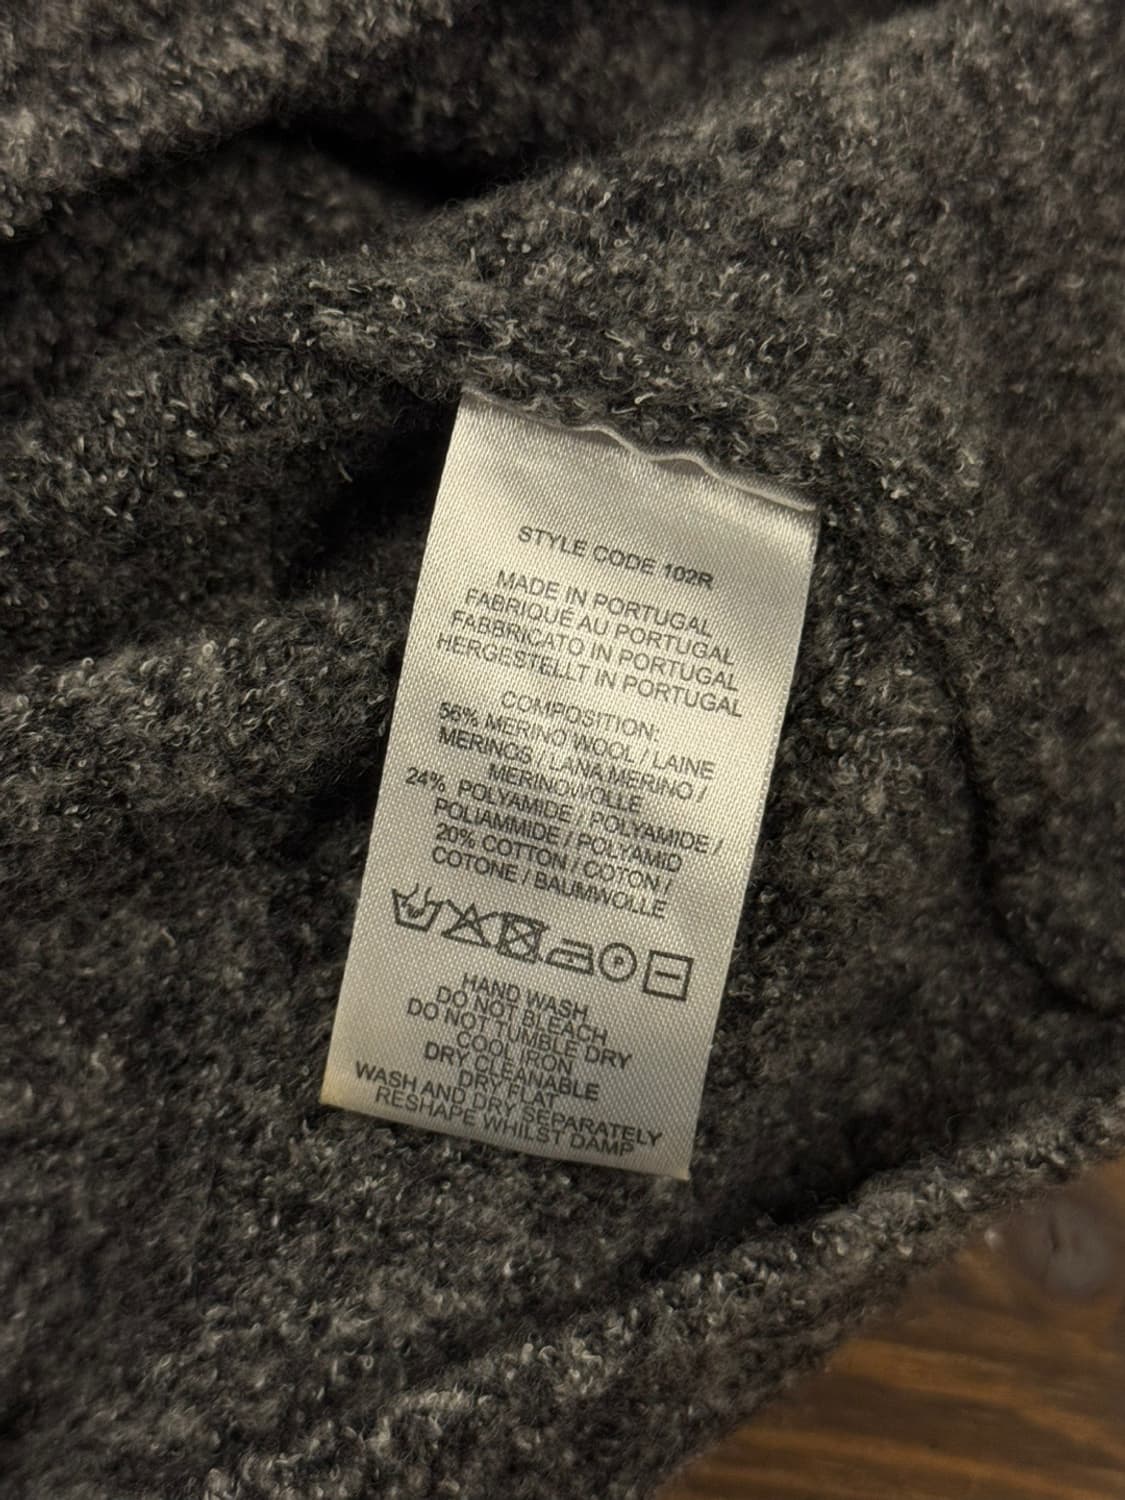 STYLE CODE 102R
MADE IN PORTUGAL
FABRIQUÉ AU PORTUGAL
FABBRICATO IN PORTUGAL
HERGESTELLT IN PORTUGAL
COMPOSITION:
56% MERINO WOOL / LAINE
MERINOS / LANA MERINO /
MERINOWOLLE
24% POLYAMIDE / POLYAMIDE /
POLIAMMIDE / POLYAMID
20% COTTON / COTON /
COTONE / BAUMWOLLE
HAND WASH
DO NOT BLEACH
DO NOT TUMBLE DRY
COOL IRON
DRY CLEANABLE
DRY FLAT
WASH AND DRY SEPARATELY
RESHAPE WHILST DAMP